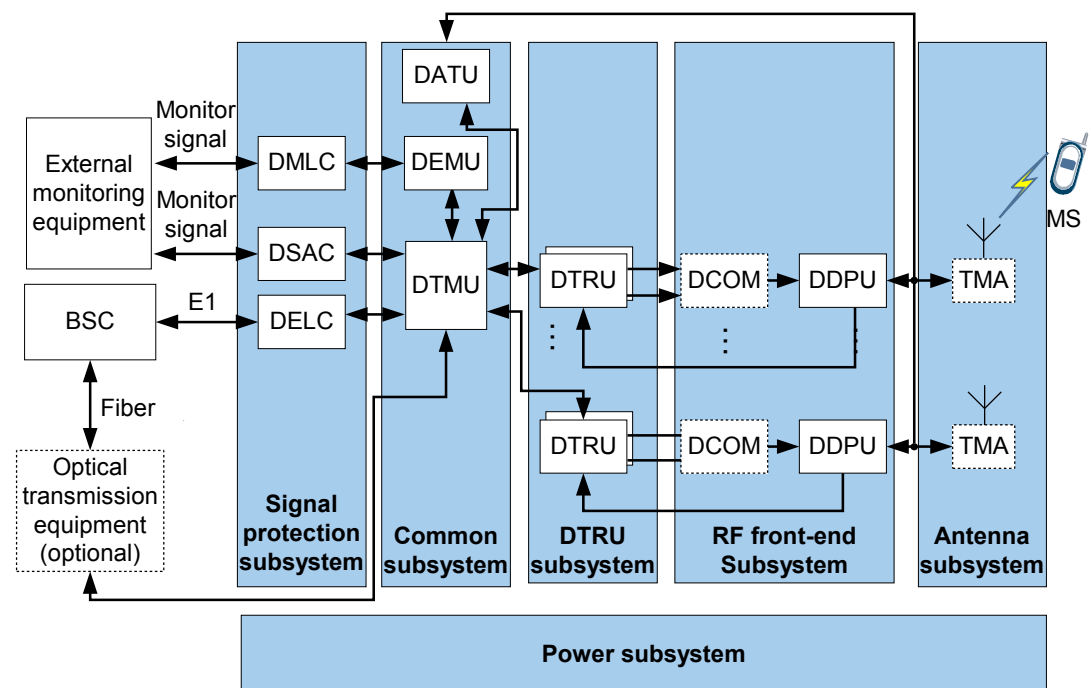 DATU
Monitor
signal
External
monitoring
equipment
DMLC
DEMU
Monitor
signal
MS
DSAC
DTMU
DTRU
DCOM
DDPU
TMA
BSC
E1
DELC
Fiber
DTRU
DCOM
DDPU
TMA
Optical
transmission
equipment
(optional)
Signal
protection
subsystem
Common
subsystem
DTRU
subsystem
RF front-end
Subsystem
Antenna
subsystem
Power subsystem